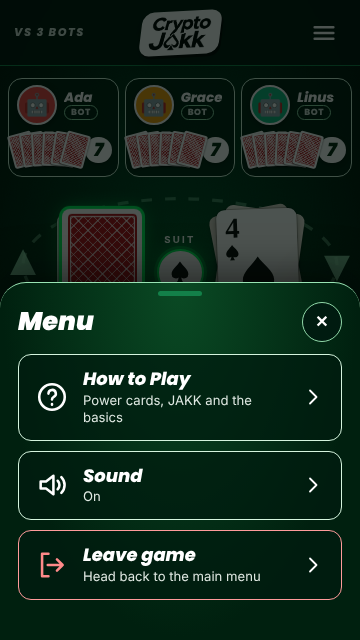 VS 3 BOTS
Crypto
Jakk
Ada
BOT
7
Grace
BOT
7
Linus
BOT
7
SUIT
4
Menu
How to Play
Power cards, JAKK and the
basics
Sound
On
Leave game
Head back to the main menu